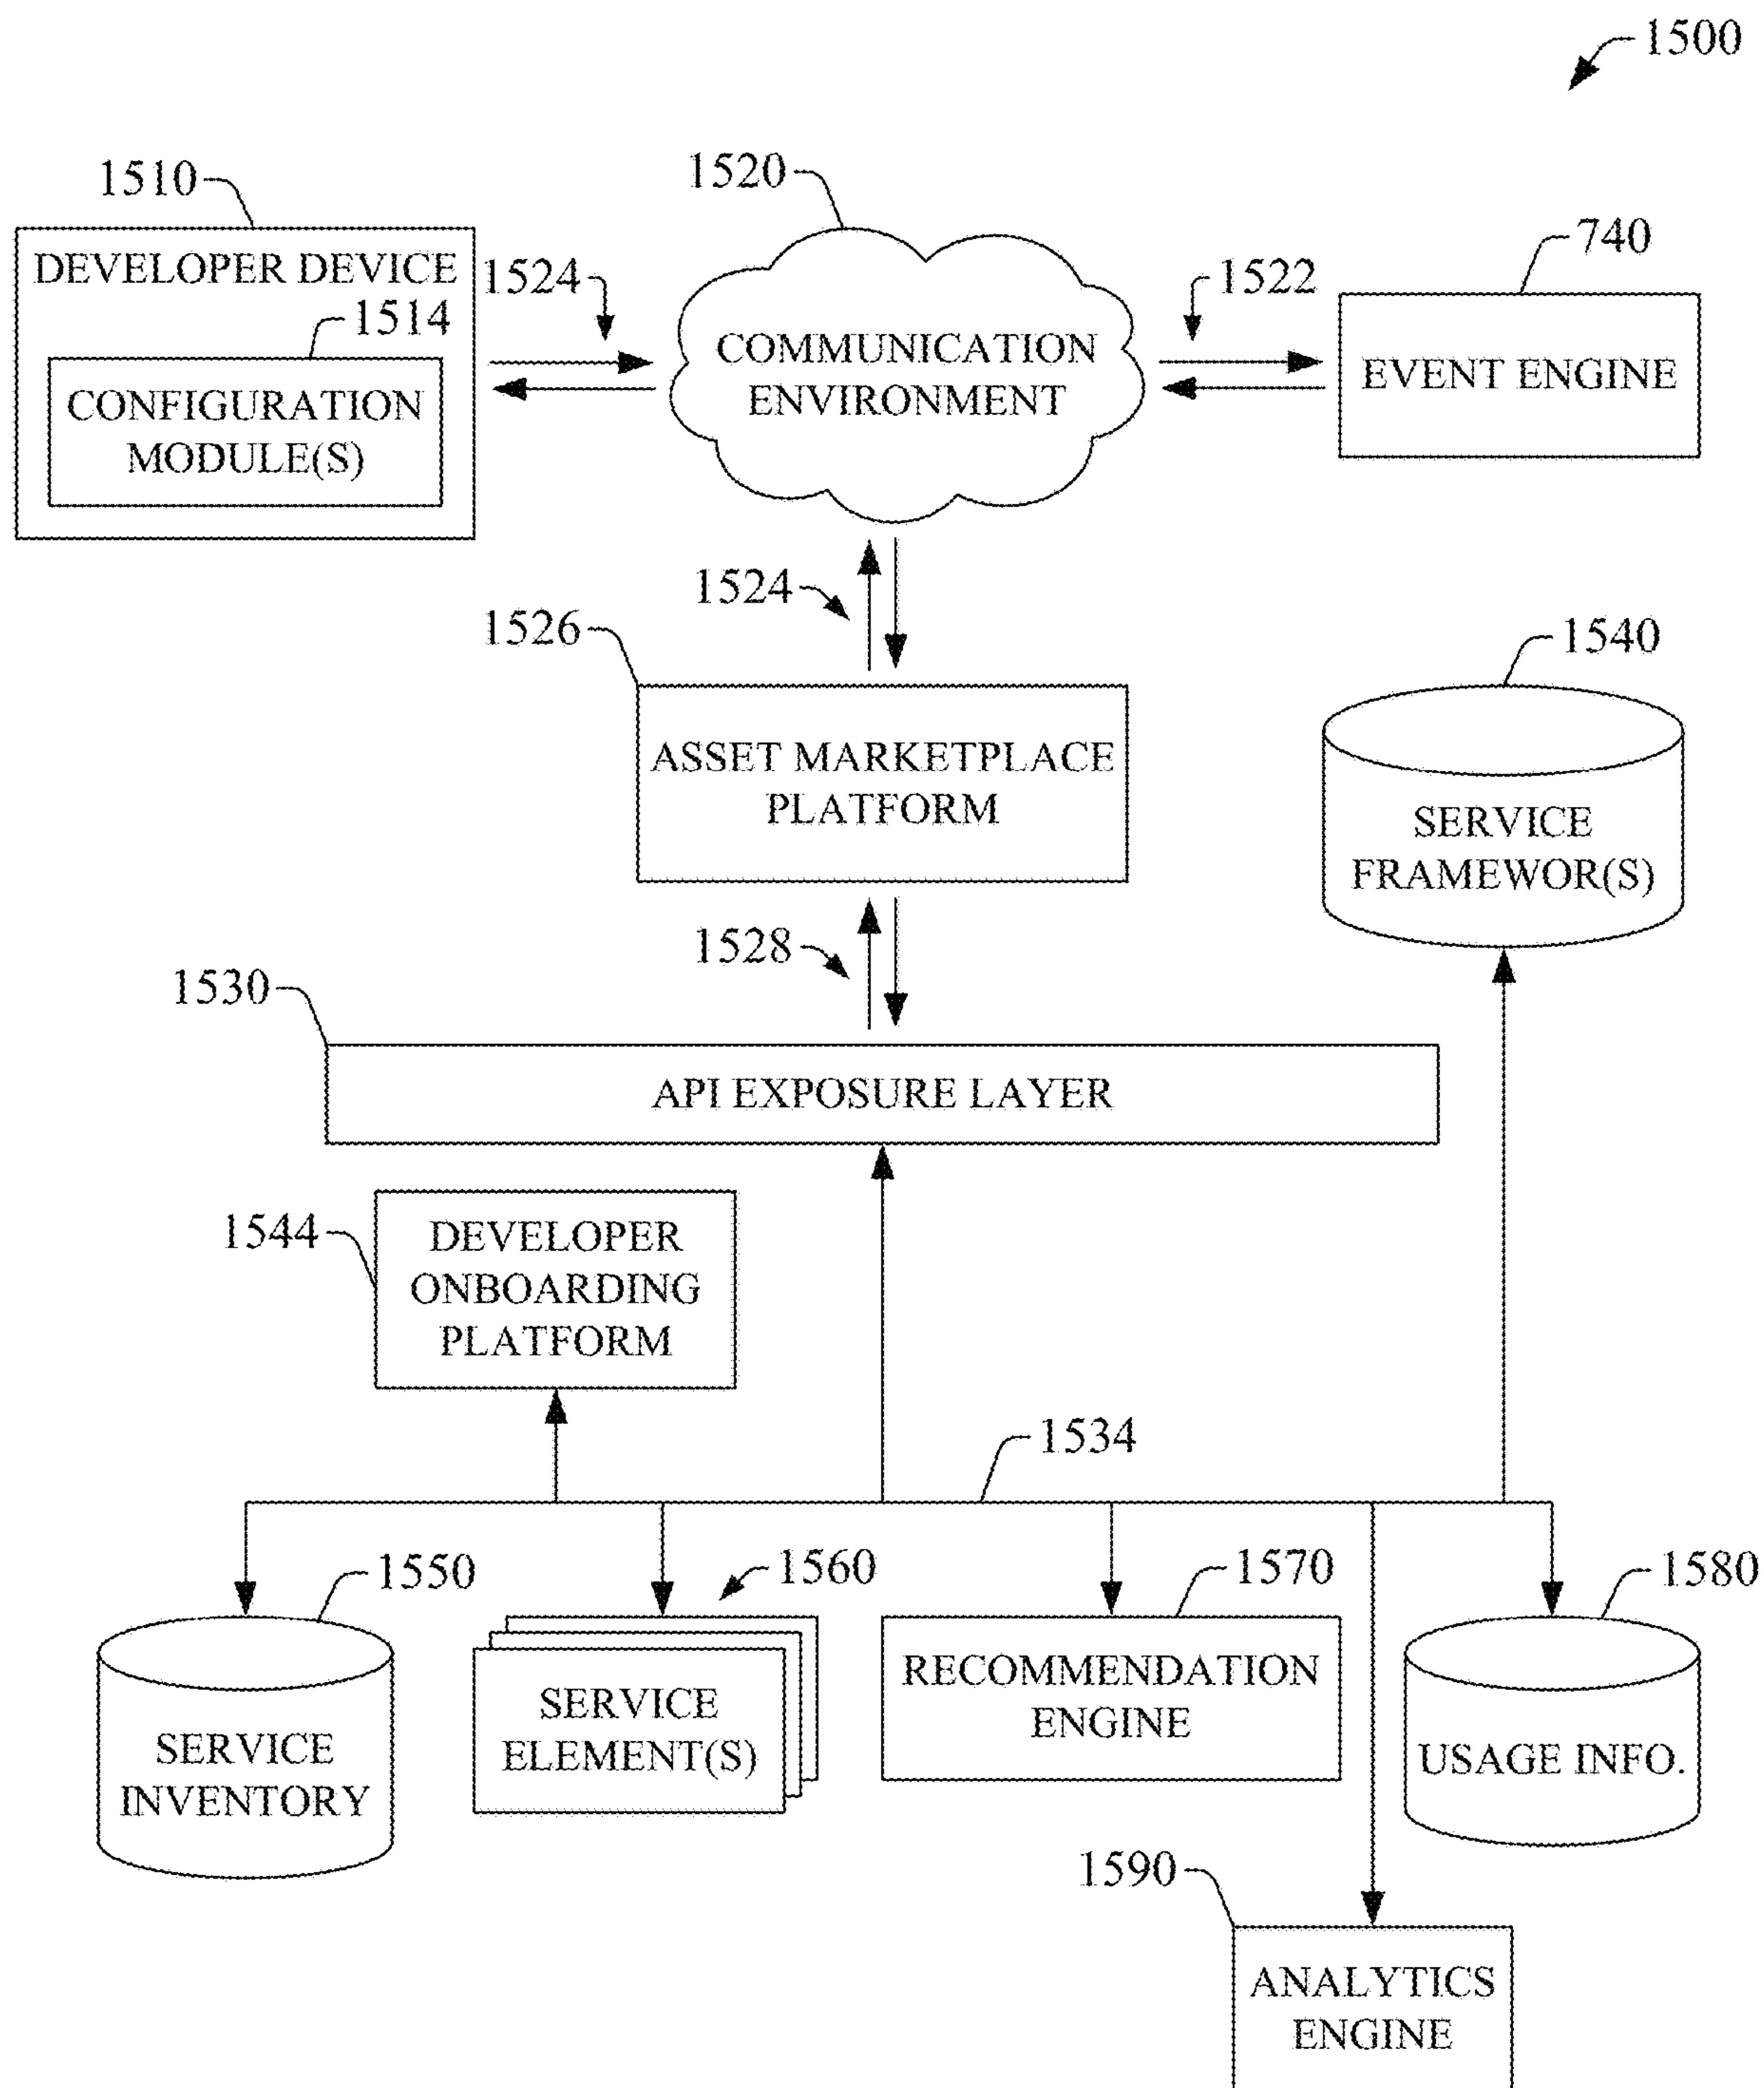 1500
1510
1520
740
DEVELOPER DEVICE
1524
1522
1514
CONFIGURATION
MODULE(S)
COMMUNICATION
ENVIRONMENT
EVENT ENGINE
1524
1526
1540
ASSET MARKETPLACE
PLATFORM
SERVICE
FRAMEWOR(S)
1528
1530
API EXPOSURE LAYER
1544
DEVELOPER
ONBOARDING
PLATFORM
1534
1550
1560
1570
1580
SERVICE
INVENTORY
SERVICE
ELEMENT(S)
RECOMMENDATION
ENGINE
USAGE INFO.
1590
ANALYTICS
ENGINE